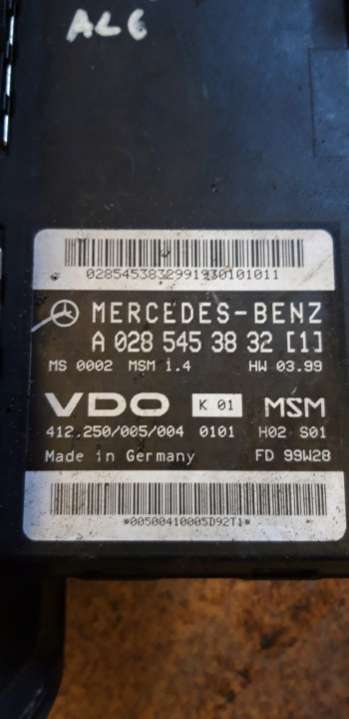 AL6
0285453832991930101011
MERCEDES-BENZ
A 028 545 38 32 [1]
MS 0002 MSM 1.4 HW 03.99
VDO K 01 MSM
412.250/005/004 0101 H02 S01
Made in Germany FD 99W28
*00500410005D92T1*